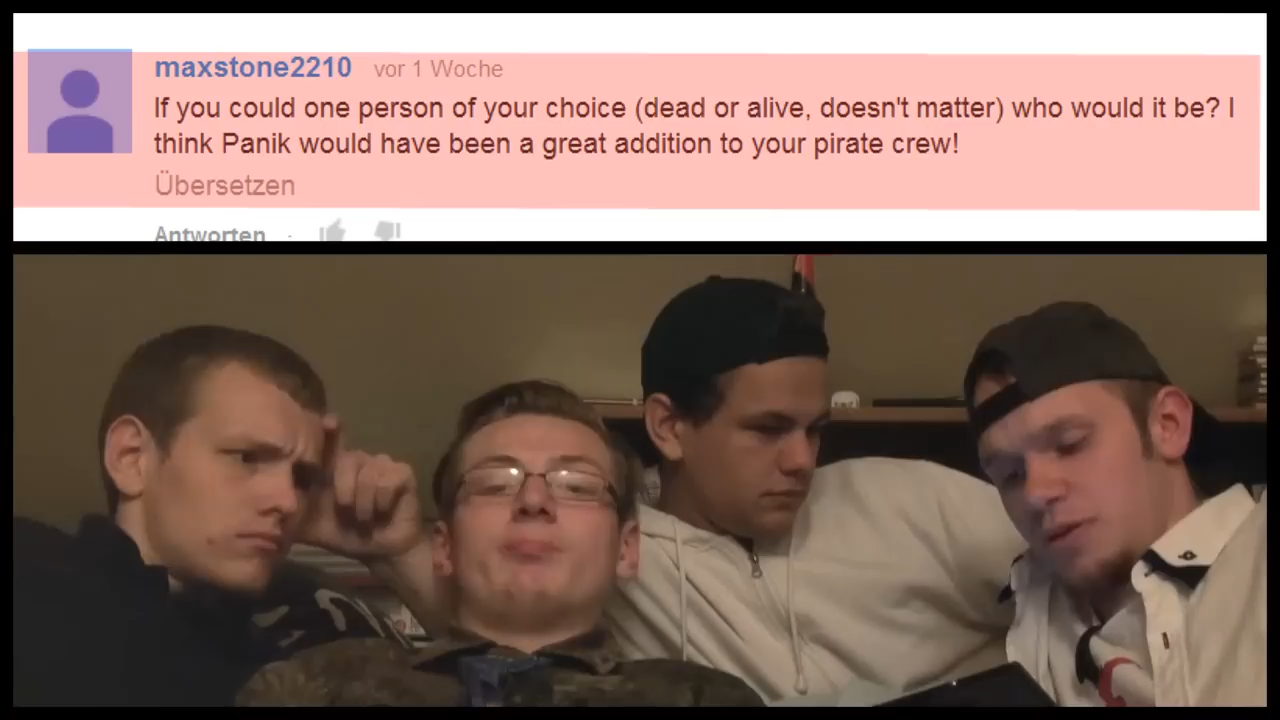 maxstone2210 vor 1 Woche
If you could one person of your choice (dead or alive, doesn't matter) who would it be? I
think Panik would have been a great addition to your pirate crew!
Übersetzen
Antworten ·